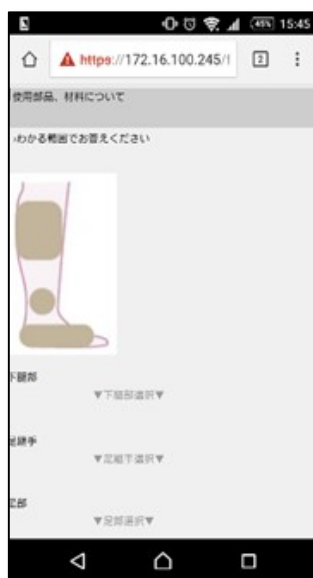 45% 15:45
https://172.16.100.245/f
2
使用部品、材料について
わかる範囲でお答えください
下腿部
▼下腿部選択▼
足継手
▼足継手選択▼
足部
▼足部選択▼